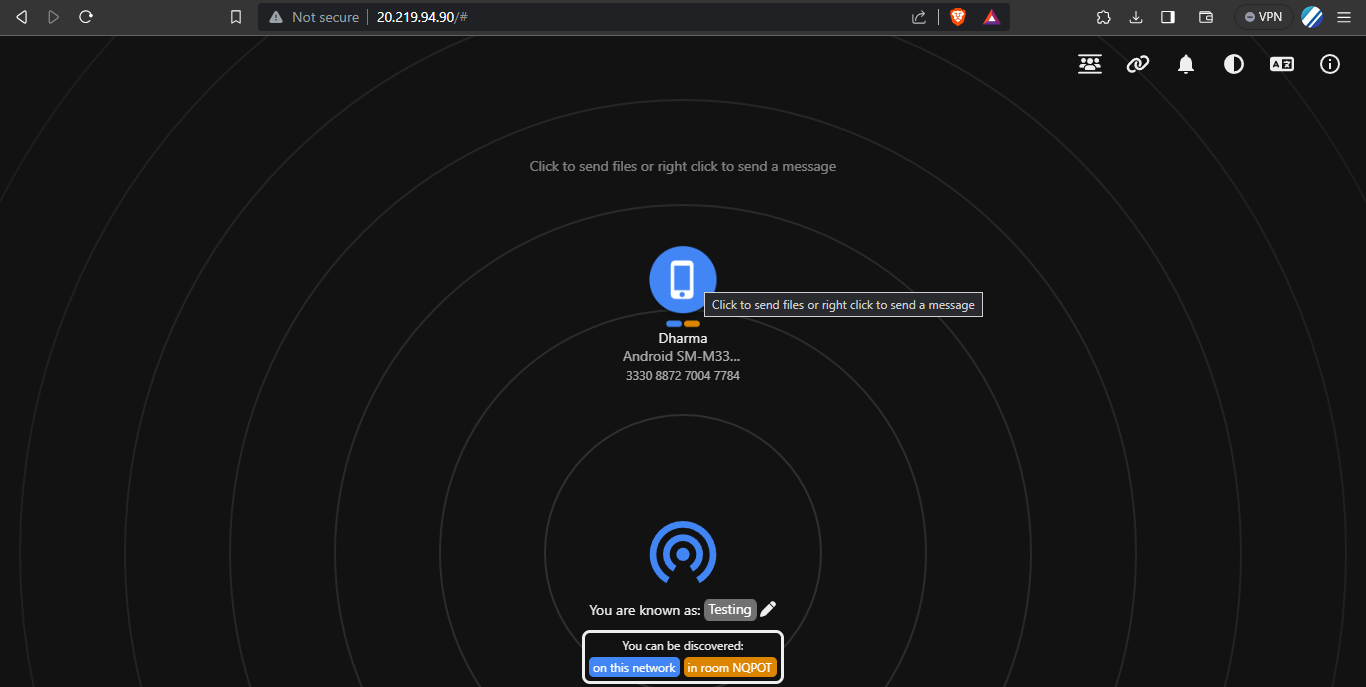 Not secure 20.219.94.90/# VPN
Click to send files or right click to send a message
Click to send files or right click to send a message
Dharma
Android SM-M33...
3330 8872 7004 7784
You are known as: Testing
You can be discovered:
on this network in room NQPOT